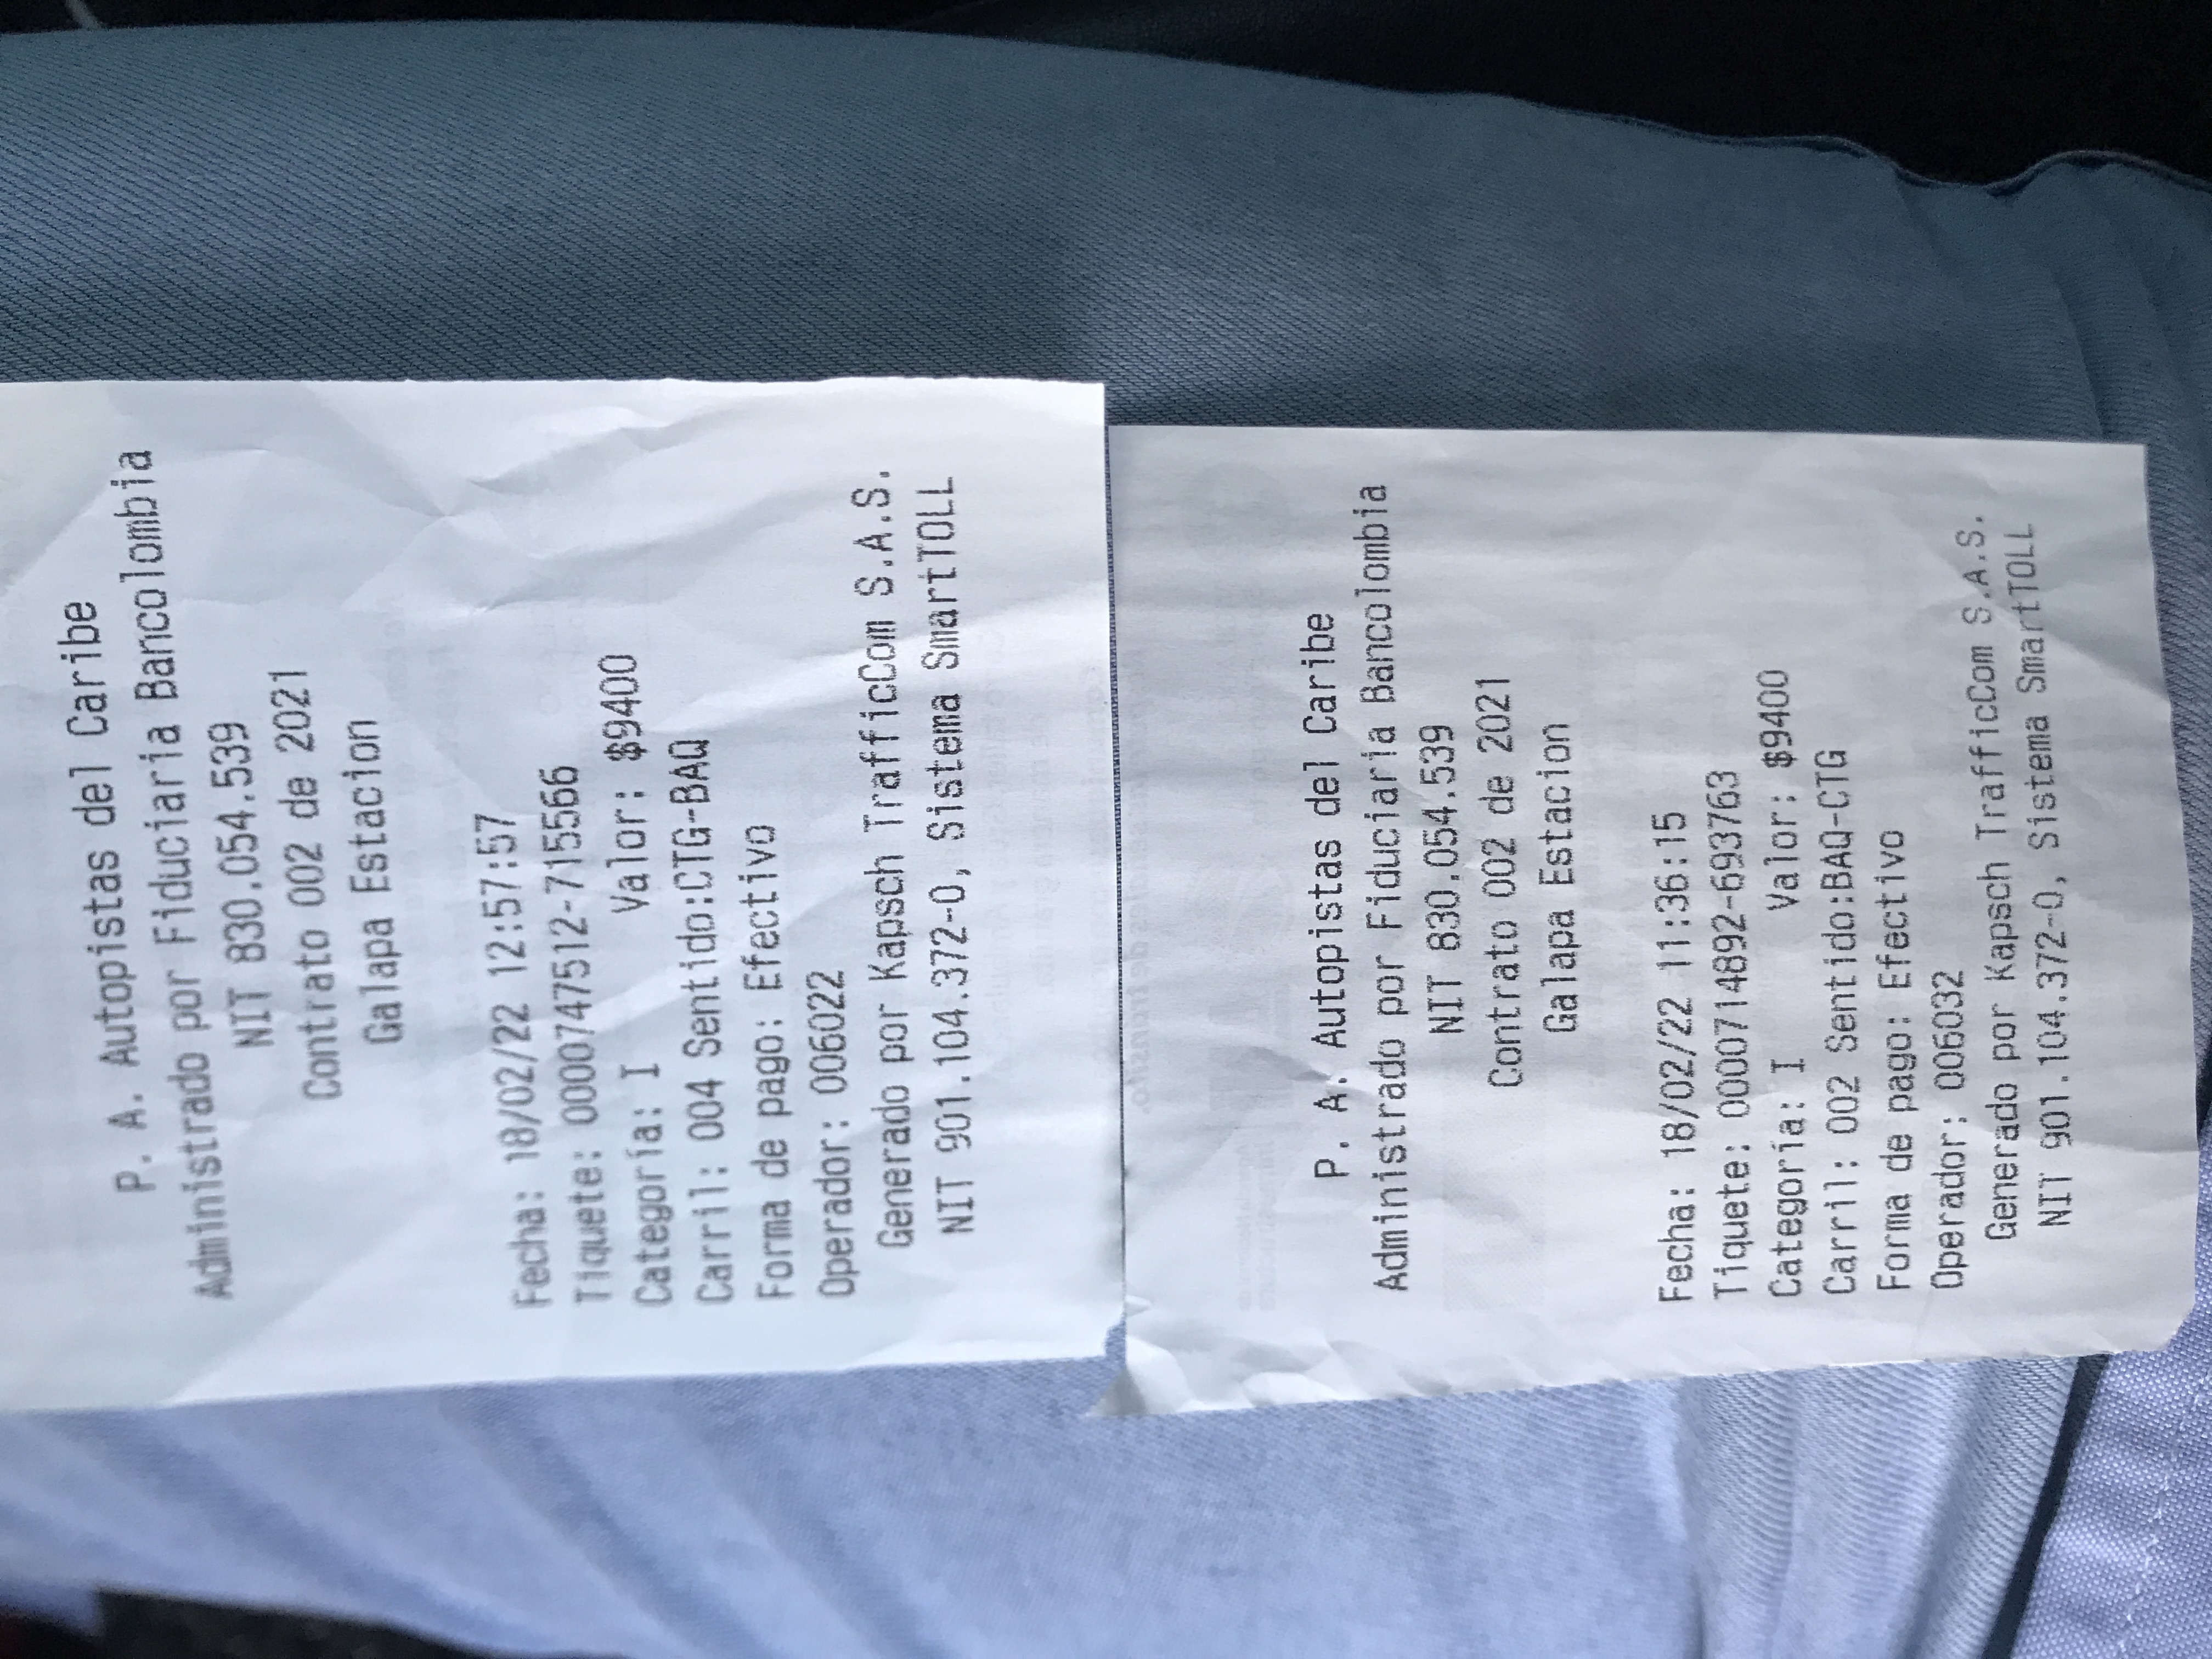 P. A. Autopistas del Caribe
Administrado por Fiduciaria Bancolombia
NIT 830.054.539
Contrato 002 de 2021
Galapa Estacion
Fecha: 18/02/22 12:57:57
Tiquete: 0000747512-715566
Categoría: I Valor: $9400
Carril: 004 Sentido:CTG-BAQ
Forma de pago: Efectivo
Operador: 006022
Generado por Kapsch TrafficCom S.A.S.
NIT 901.104.372-0, Sistema SmartTOLL
P. A. Autopistas del Caribe
Administrado por Fiduciaria Bancolombia
NIT 830.054.539
Contrato 002 de 2021
Galapa Estacion
Fecha: 18/02/22 11:36:15
Tiquete: 0000714892-693763
Categoría: I Valor: $9400
Carril: 002 Sentido:BAQ-CTG
Forma de pago: Efectivo
Operador: 006032
Generado por Kapsch TrafficCom S.A.S.
NIT 901.104.372-0, Sistema SmartTOLL